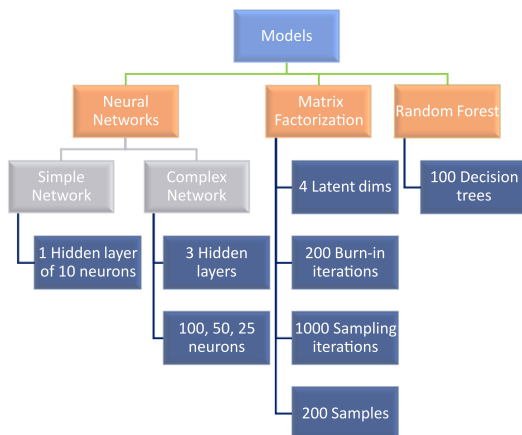 Models
Neural
Networks
Matrix
Factorization
Random Forest
Simple
Network
Complex
Network
4 Latent dims
100 Decision
trees
1 Hidden layer
of 10 neurons
3 Hidden
layers
200 Burn-in
iterations
100, 50, 25
neurons
1000 Sampling
iterations
200 Samples